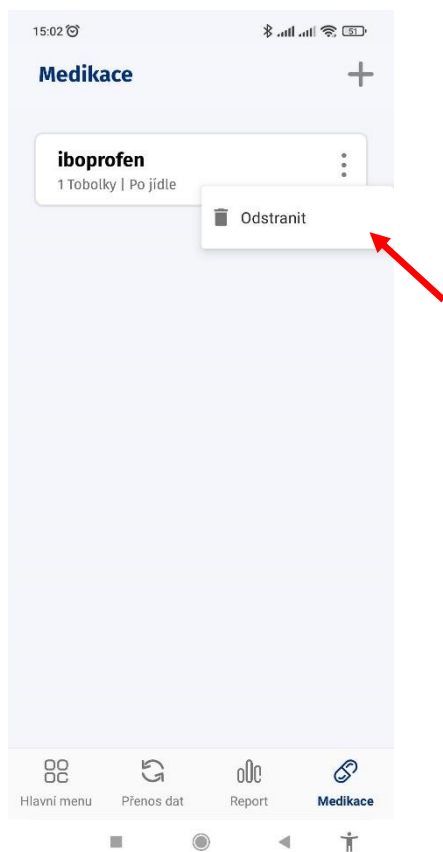 15:02
51
Medikace
iboprofen
1 Tobolky | Po jídle
Odstranit
Hlavní menu
Přenos dat
Report
Medikace